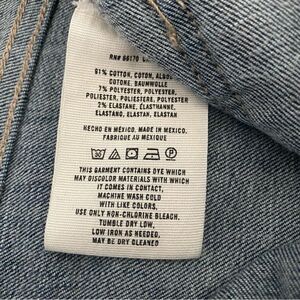 RN# 66170
91% COTTON, COTON, ALGO
COTONE, BAUMWOLLE
7% POLYESTER, POLYESTER,
POLIESTER, POLIESTERE, POLYESTER
2% ELASTANE, ÉLASTHANNE,
ELASTANO, ELASTAN, ELASTAN
HECHO EN MÉXICO, MADE IN MEXICO,
FABRIQUÉ AU MEXIQUE
P
THIS GARMENT CONTAINS DYE WHICH
MAY DISCOLOR MATERIALS WITH WHICH
IT COMES IN CONTACT,
MACHINE WASH COLD
WITH LIKE COLORS,
USE ONLY NON-CHLORINE BLEACH.
TUMBLE DRY LOW,
LOW IRON AS NEEDED,
MAY BE DRY CLEANED